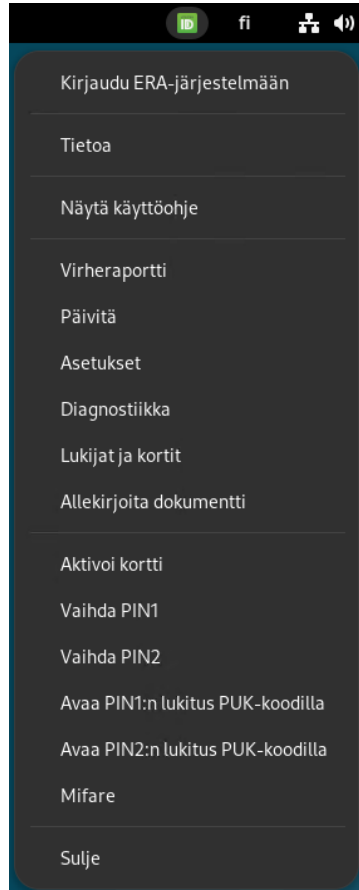 ID fi
Kirjaudu ERA-järjestelmään
Tietoa
Näytä käyttöohje
Virheraportti
Päivitä
Asetukset
Diagnostiikka
Lukijat ja kortit
Allekirjoita dokumentti
Aktivoi kortti
Vaihda PIN1
Vaihda PIN2
Avaa PIN1:n lukitus PUK-koodilla
Avaa PIN2:n lukitus PUK-koodilla
Mifare
Sulje